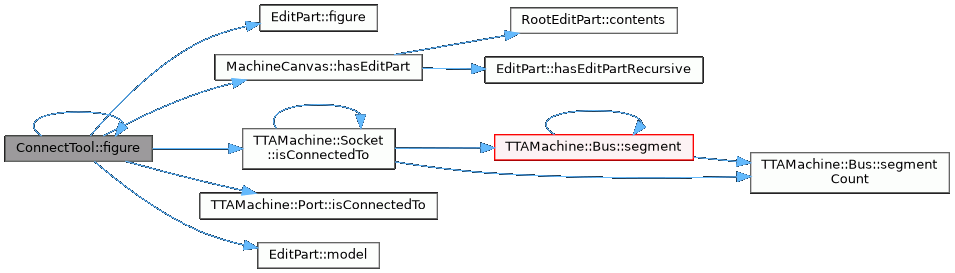 EditPart::figure
RootEditPart::contents
MachineCanvas::hasEditPart
EditPart::hasEditPartRecursive
ConnectTool::figure
TTAMachine::Socket
::isConnectedTo
TTAMachine::Bus::segment
TTAMachine::Bus::segment
Count
TTAMachine::Port::isConnectedTo
EditPart::model